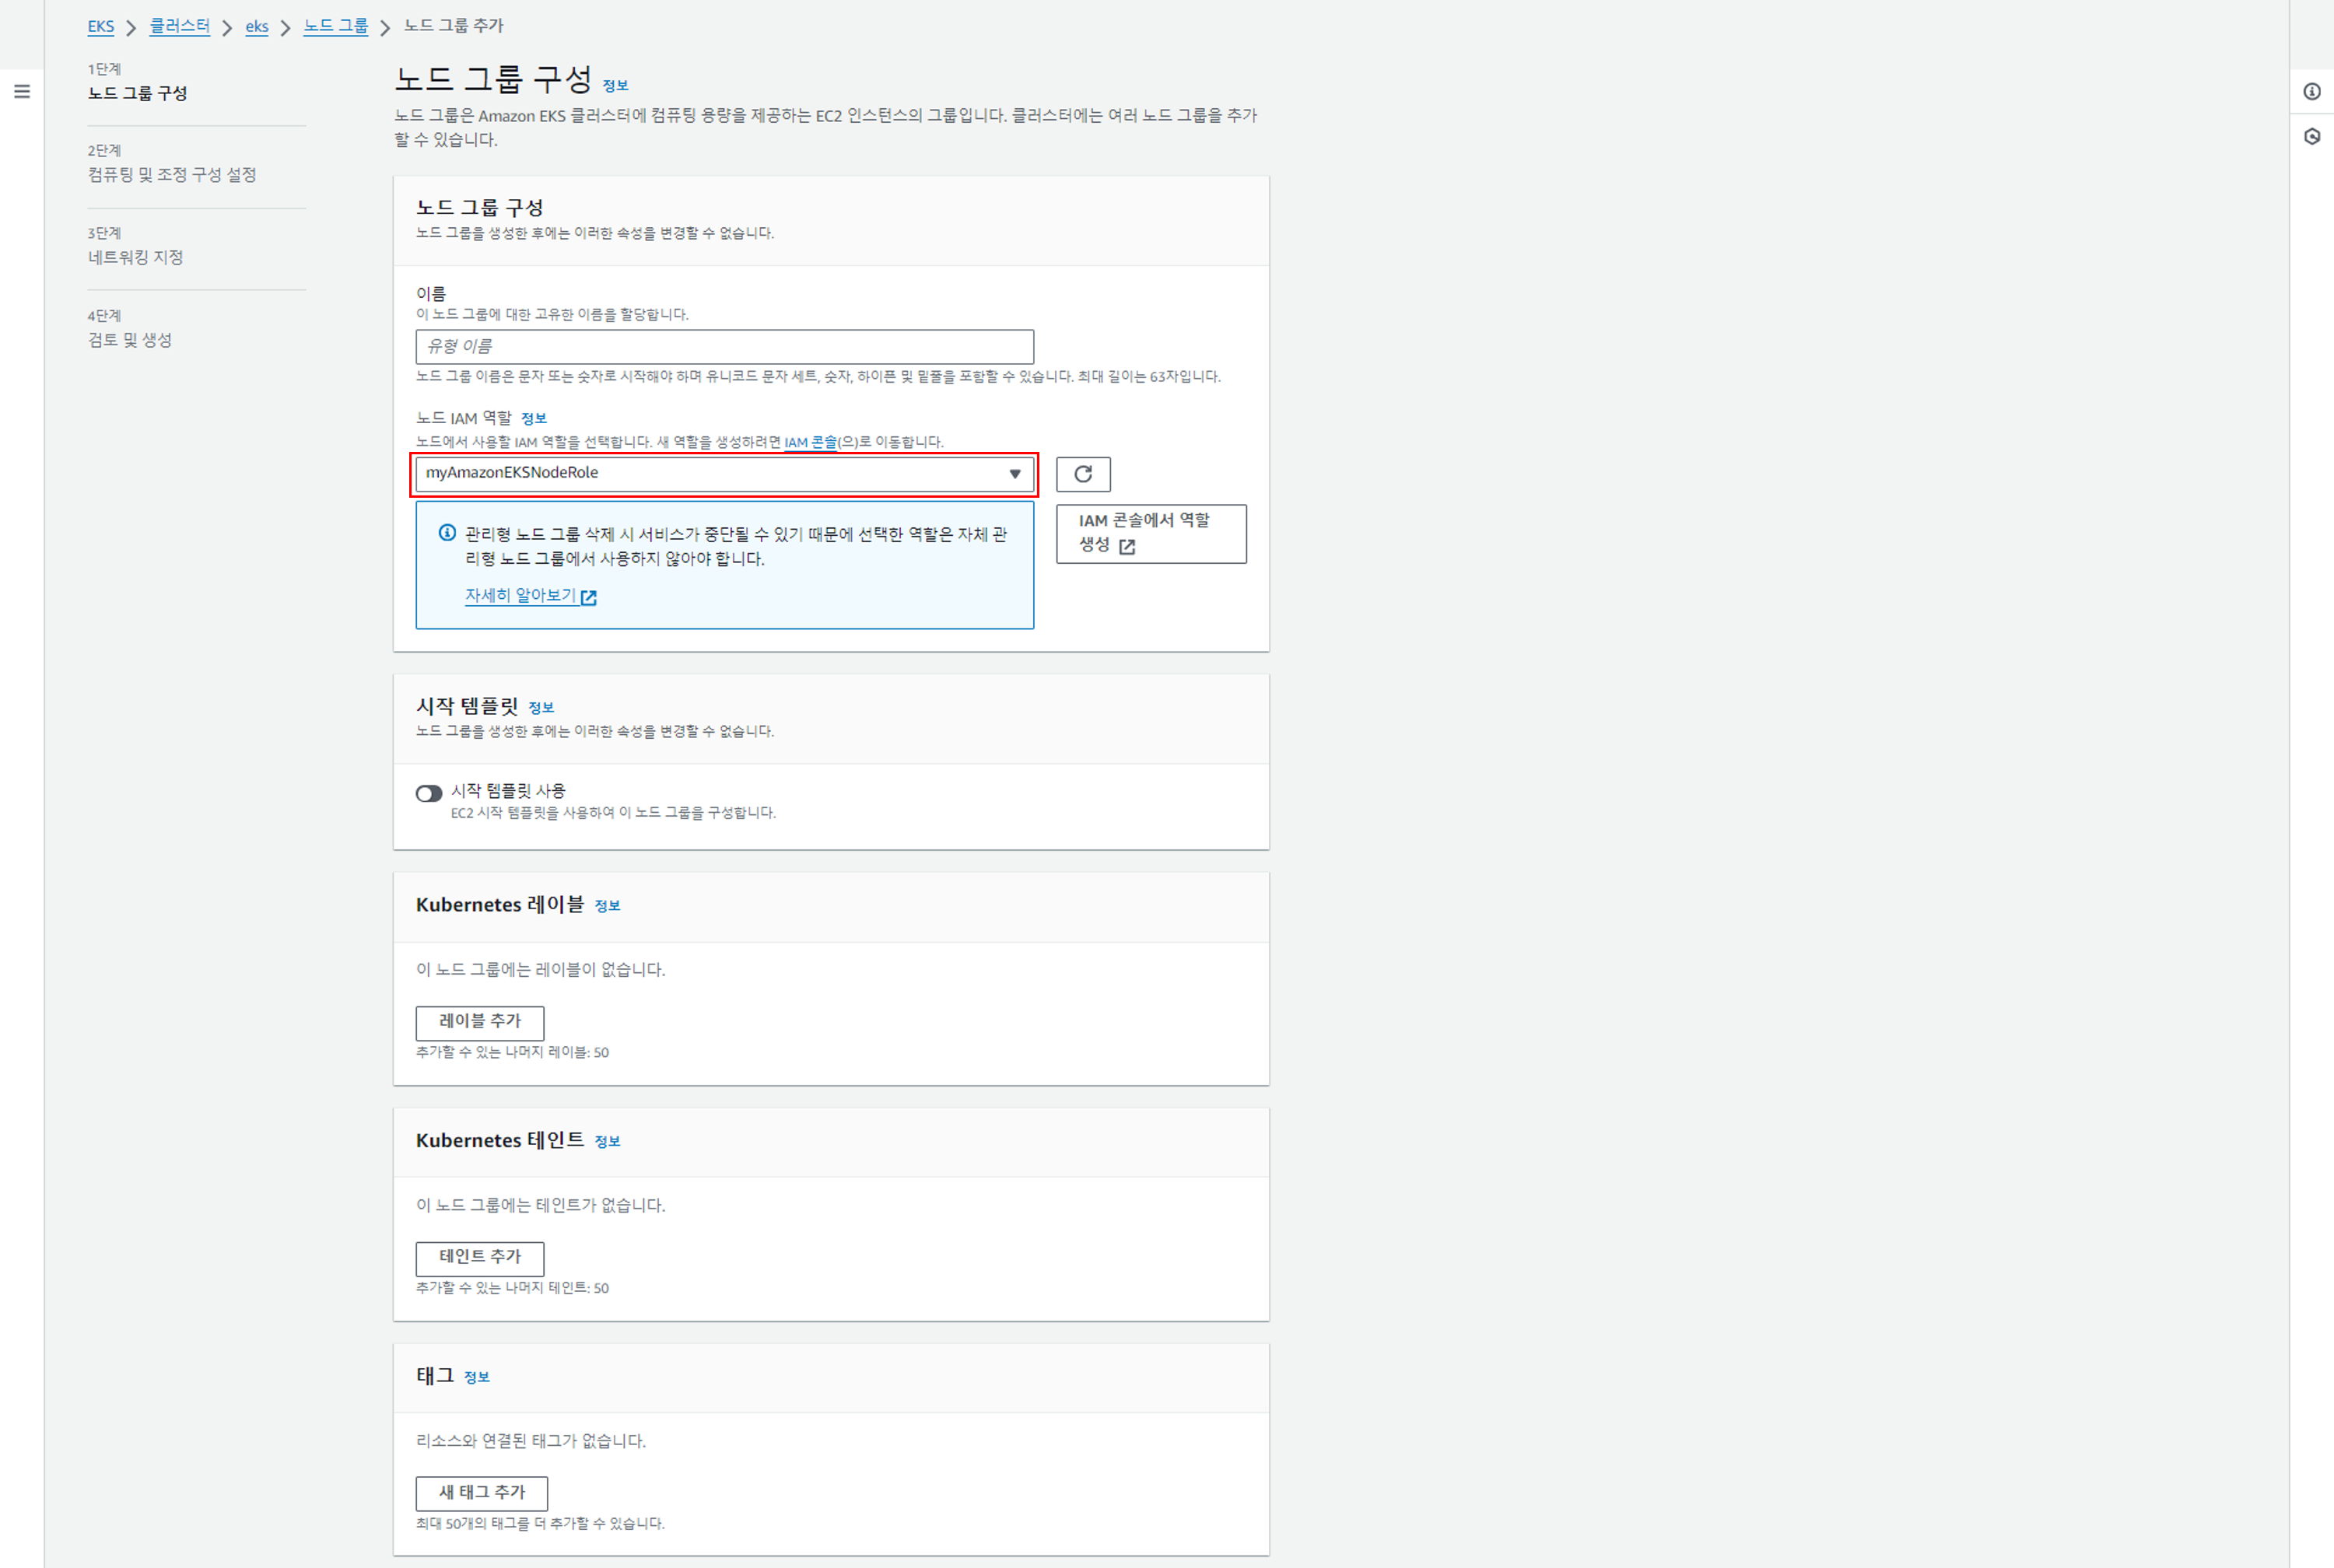 EKS > 클러스터 > eks > 노드 그룹 > 노드 그룹 추가
1단계
노드 그룹 구성
2단계
컴퓨팅 및 조정 구성 설정
3단계
네트워킹 지정
4단계
검토 및 생성
노드 그룹 구성 정보
노드 그룹은 Amazon EKS 클러스터에 컴퓨팅 용량을 제공하는 EC2 인스턴스의 그룹입니다. 클러스터에는 여러 노드 그룹을 추가
할 수 있습니다.
노드 그룹 구성
노드 그룹을 생성한 후에는 이러한 속성을 변경할 수 없습니다.
이름
이 노드 그룹에 대한 고유한 이름을 할당합니다.
유형 이름
노드 그룹 이름은 문자 또는 숫자로 시작해야 하며 유니코드 문자 세트, 숫자, 하이픈 및 밑줄을 포함할 수 있습니다. 최대 길이는 63자입니다.
노드 IAM 역할 정보
노드에서 사용할 IAM 역할을 선택합니다. 새 역할을 생성하려면 IAM 콘솔(으)로 이동합니다.
myAmazonEKSNodeRole
관리형 노드 그룹 삭제 시 서비스가 중단될 수 있기 때문에 선택한 역할은 자체 관
리형 노드 그룹에서 사용하지 않아야 합니다.
자세히 알아보기
IAM 콘솔에서 역할
생성
시작 템플릿 정보
노드 그룹을 생성한 후에는 이러한 속성을 변경할 수 없습니다.
시작 템플릿 사용
EC2 시작 템플릿을 사용하여 이 노드 그룹을 구성합니다.
Kubernetes 레이블 정보
이 노드 그룹에는 레이블이 없습니다.
레이블 추가
추가할 수 있는 나머지 레이블: 50
Kubernetes 테인트 정보
이 노드 그룹에는 테인트가 없습니다.
테인트 추가
추가할 수 있는 나머지 테인트: 50
태그 정보
리소스와 연결된 태그가 없습니다.
새 태그 추가
최대 50개의 태그를 더 추가할 수 있습니다.